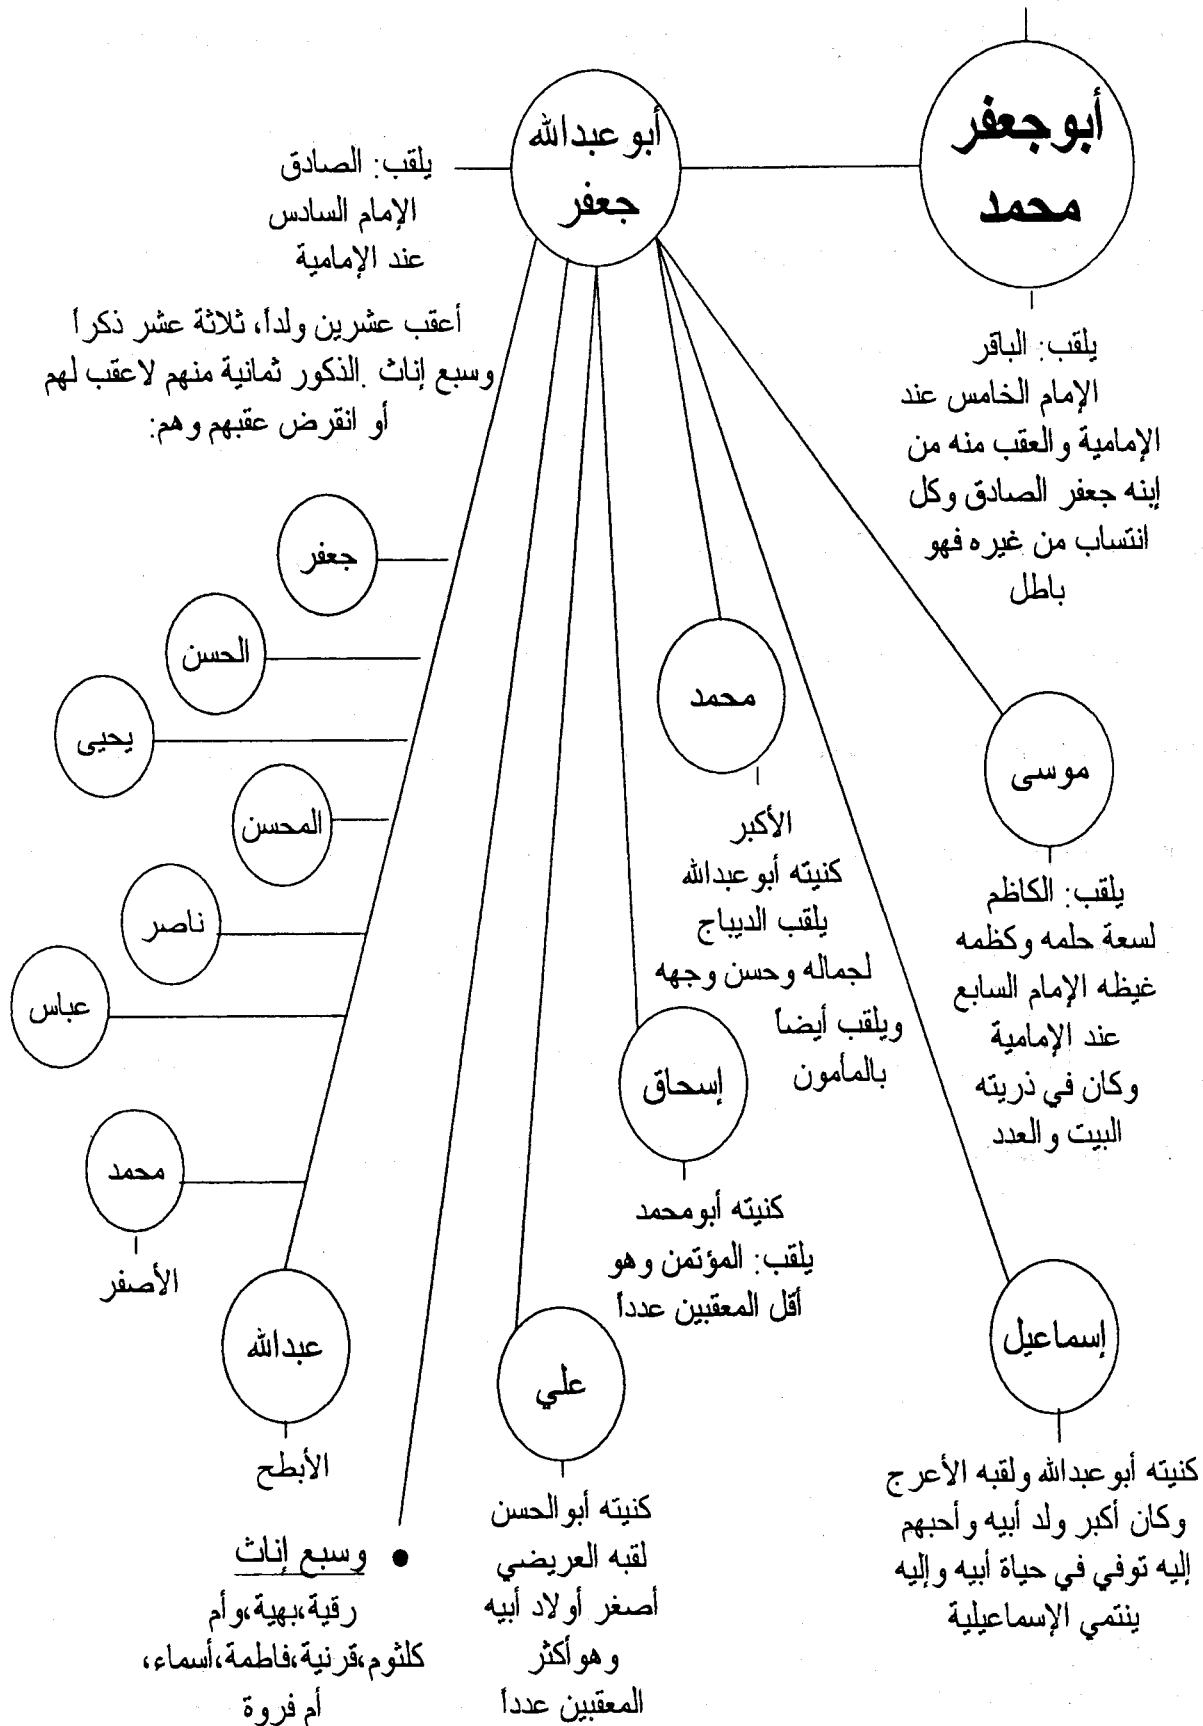 أبوجعفر
محمد
يلقب: الباقر
الإمام الخامس عند
الإمامية والعقب منه من
إبنه جعفر الصادق وكل
انتساب من غيره فهو
باطل
أبو عبدالله
جعفر
يلقب: الصادق
الإمام السادس
عند الإمامية
أعقب عشرين ولداً، ثلاثة عشر ذكراً
وسبع إناث .الذكور ثمانية منهم لاعقب لهم
أو انقرض عقبهم وهم:
جعفر
الحسن
يحيى
المحسن
ناصر
عباس
محمد
الأصفر
عبدالله
الأبطح
موسى
يلقب: الكاظم
لسعة حلمه وكظمه
غيظه الإمام السابع
عند الإمامية
وكان في ذريته
البيت والعدد
محمد
الأكبر
كنيته أبوعبدالله
يلقب الديباج
لجماله وحسن وجهه
ويلقب أيضاً
بالمأمون
إسحاق
كنيته أبومحمد
يلقب: المؤتمن وهو
أقل المعقبين عدداً
إسماعيل
كنيته أبوعبدالله ولقبه الأعرج
وكان أكبر ولد أبيه وأحبهم
إليه توفي في حياة أبيه وإليه
ينتمي الإسماعيلية
علي
كنيته أبوالحسن
لقبه العريضي
أصغر أولاد أبيه
وهوأكثر
المعقبين عدداً
● وسبع إناث
رقية،بهية،وأم
كلثوم،قرنية،فاطمة،أسماء،
أم فروة